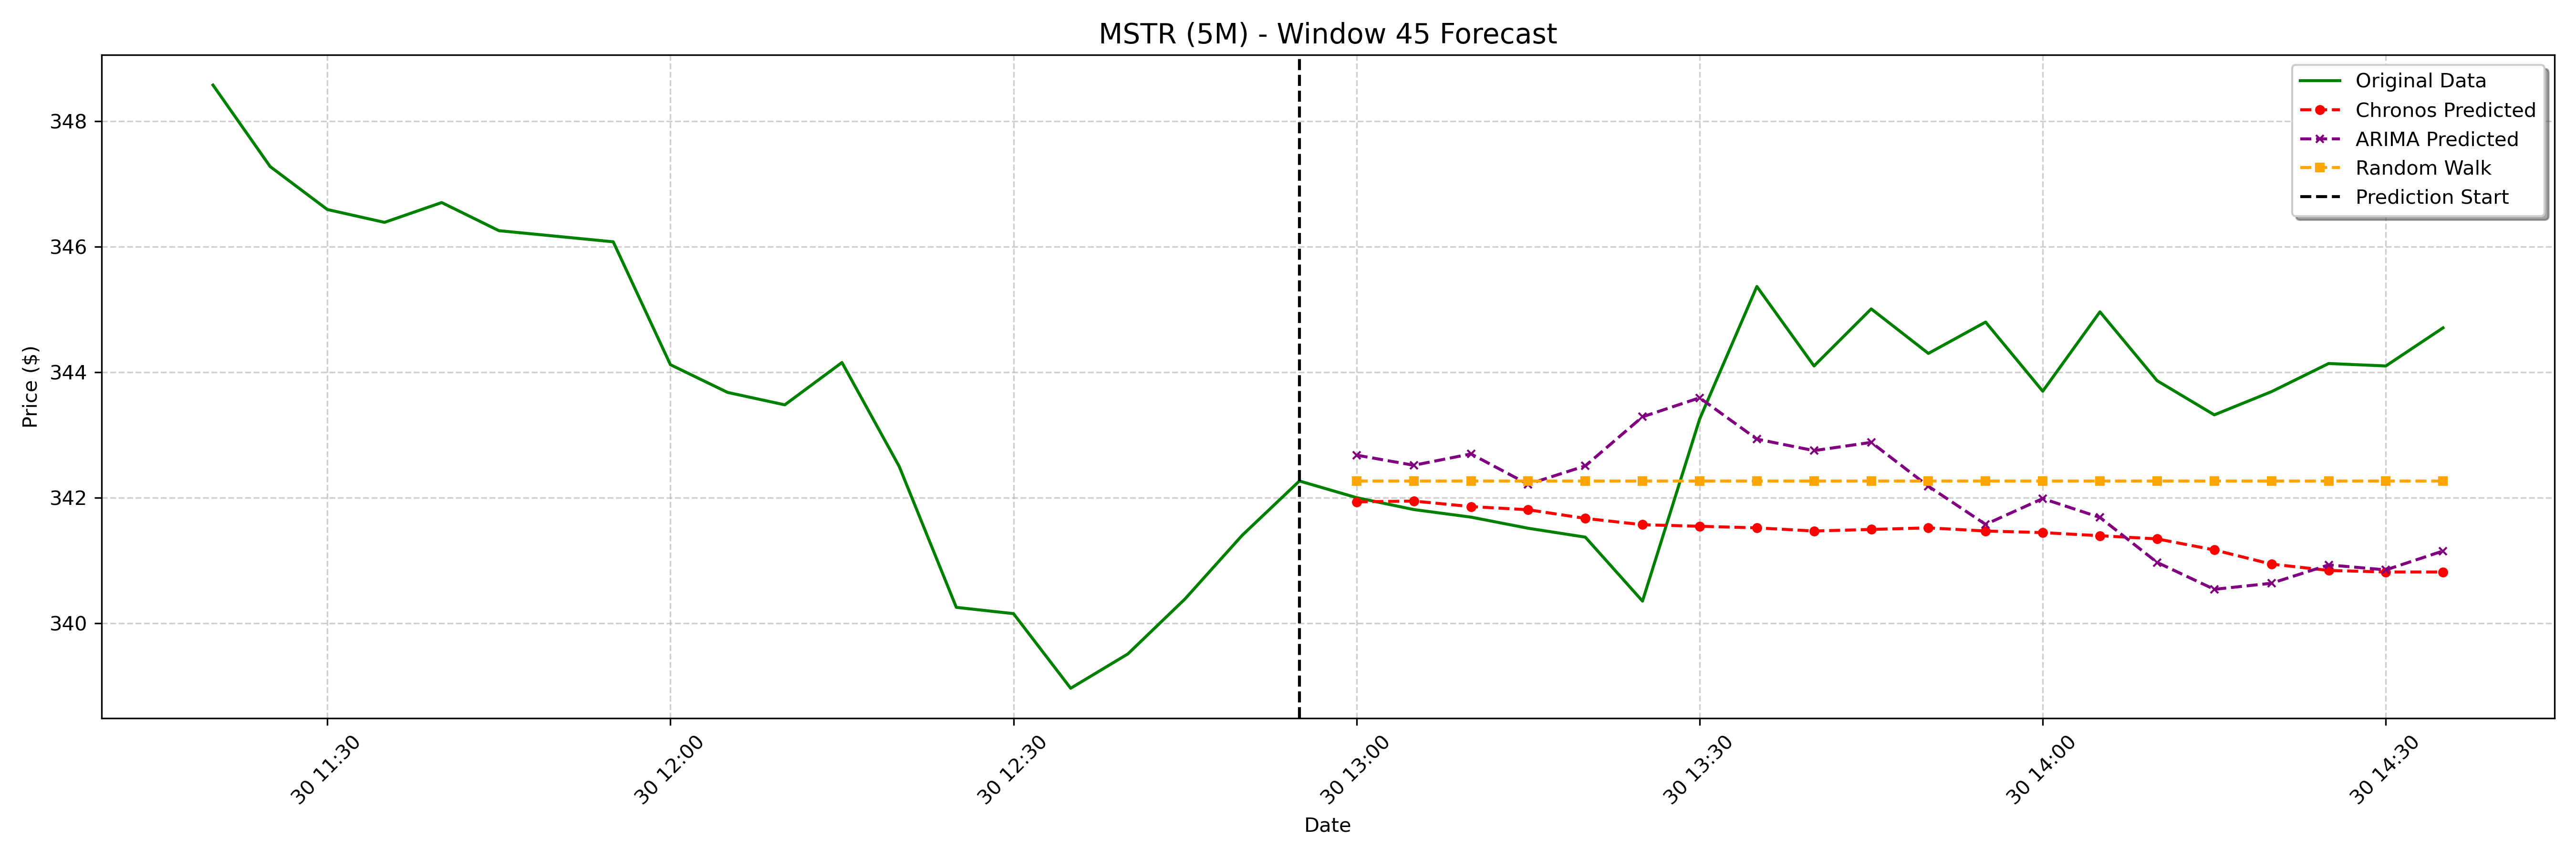 MSTR (5M) - Window 45 Forecast
Original Data
Chronos Predicted
ARIMA Predicted
Random Walk
Prediction Start
Price ($)
348
346
344
342
340
30 11:30
30 12:00
30 12:30
30 13:00
30 13:30
30 14:00
30 14:30
Date